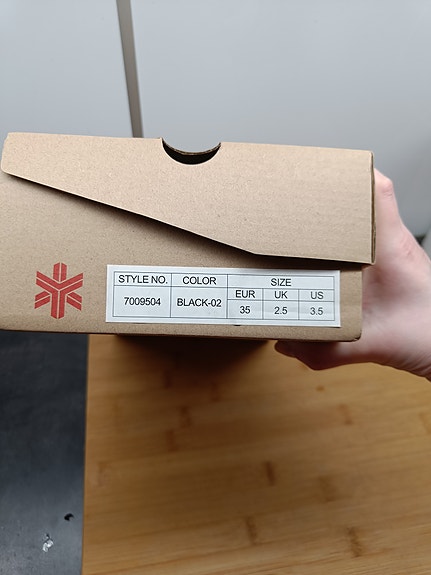 STYLE NO. COLOR SIZE
EUR UK US
7009504 BLACK-02 35 2.5 3.5